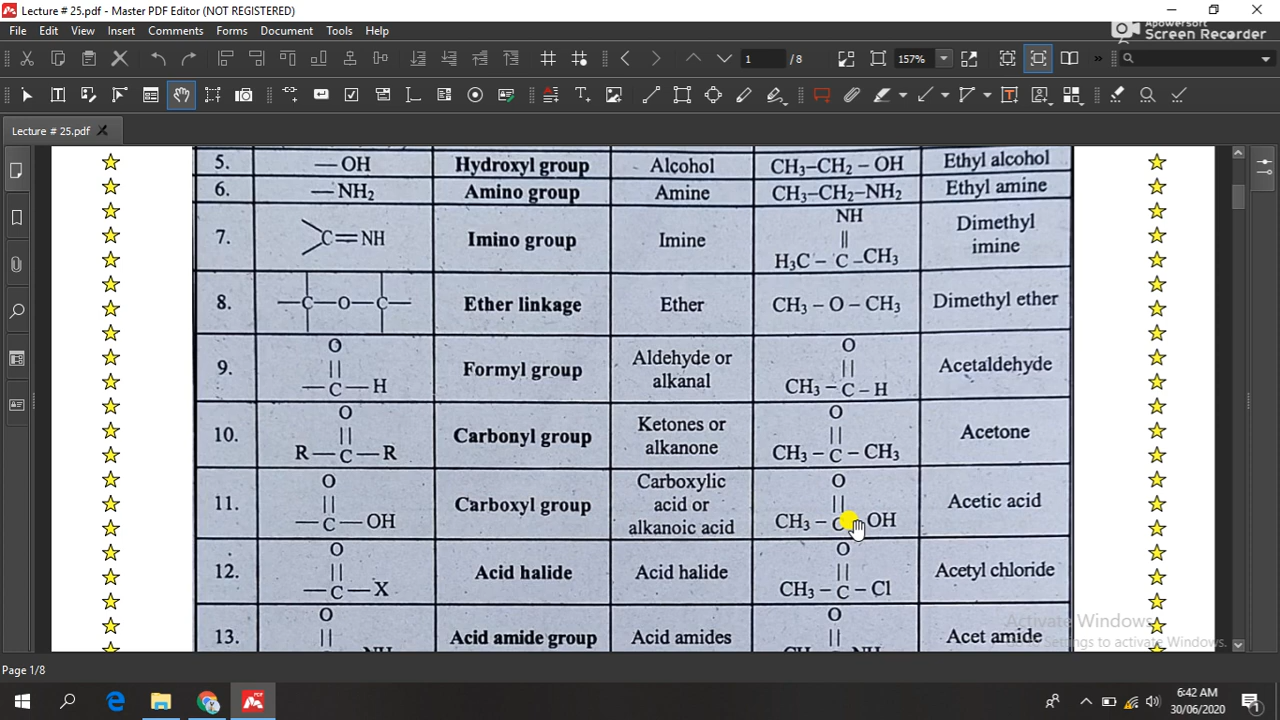 Lecture # 25.pdf - Master PDF Editor (NOT REGISTERED)
File Edit View Insert Comments Forms Document Tools Help
Apowersoft
Screen Recorder
1 / 8
157%
Lecture # 25.pdf
5. —OH Hydroxyl group Alcohol CH₃–CH₂ – OH Ethyl alcohol
6. —NH₂ Amino group Amine CH₃–CH₂–NH₂ Ethyl amine
7. C=NH Imino group Imine NH
||
H₃C – C –CH₃ Dimethyl
imine
8. —C—O—C— Ether linkage Ether CH₃ – O – CH₃ Dimethyl ether
9. O
||
—C—H Formyl group Aldehyde or
alkanal O
||
CH₃ – C – H Acetaldehyde
10. O
||
R—C—R Carbonyl group Ketones or
alkanone O
||
CH₃ – C – CH₃ Acetone
11. O
||
—C—OH Carboxyl group Carboxylic
acid or
alkanoic acid O
||
CH₃ – C OH Acetic acid
12. O
||
—C—X Acid halide Acid halide O
||
CH₃ – C – Cl Acetyl chloride
13. O
|| Acid amide group Acid amides O
|| Acet amide
Activate Windows
Go to Settings to activate Windows.
Page 1/8
6:42 AM
30/06/2020